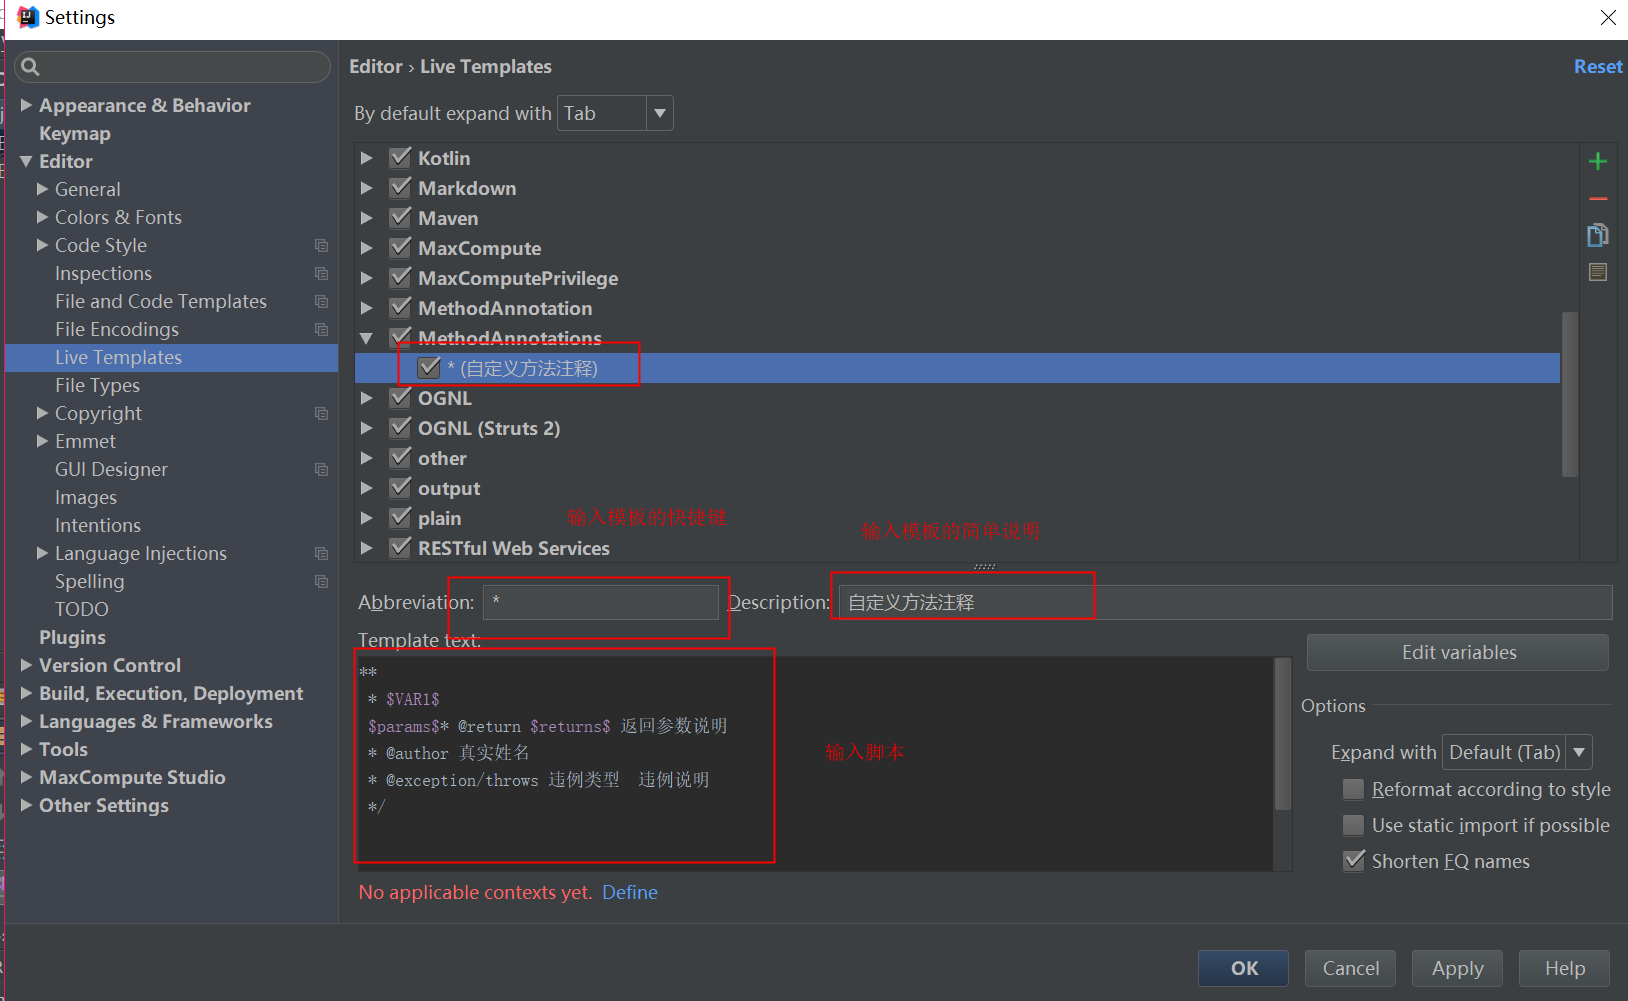 Settings
Editor › Live Templates
Reset
Appearance & Behavior
Keymap
Editor
General
Colors & Fonts
Code Style
Inspections
File and Code Templates
File Encodings
Live Templates
File Types
Copyright
Emmet
GUI Designer
Images
Intentions
Language Injections
Spelling
TODO
Plugins
Version Control
Build, Execution, Deployment
Languages & Frameworks
Tools
MaxCompute Studio
Other Settings
By default expand with Tab
Kotlin
Markdown
Maven
MaxCompute
MaxComputePrivilege
MethodAnnotation
MethodAnnotations
* (自定义方法注释)
OGNL
OGNL (Struts 2)
other
output
plain
RESTful Web Services
输入模板的快捷键
输入模板的简单说明
Abbreviation: *
Description: 自定义方法注释
Template text:
**
* $VAR1$
$params$* @return $returns$ 返回参数说明
* @author 真实姓名
* @exception/throws 违例类型  违例说明
*/
输入脚本
Edit variables
Options
Expand with Default (Tab)
Reformat according to style
Use static import if possible
Shorten FQ names
No applicable contexts yet. Define
OK
Cancel
Apply
Help